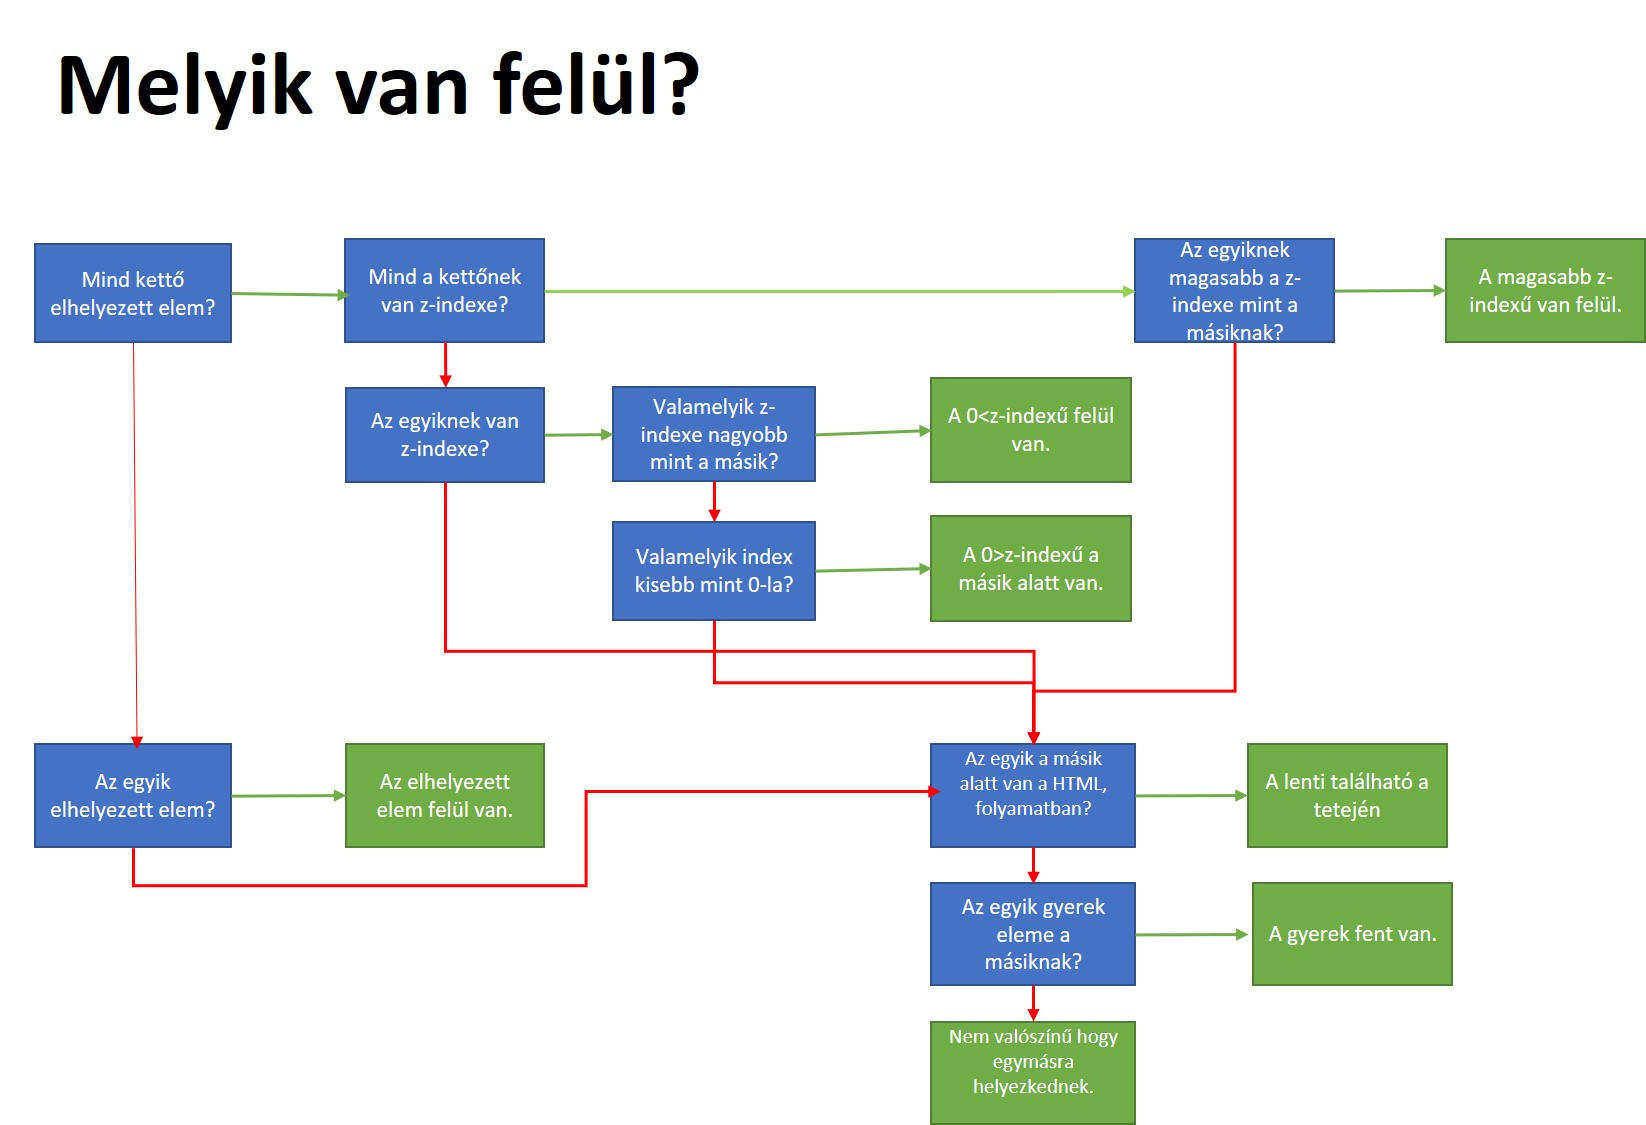 Melyik van felül?
Mind kettő
elhelyezett elem?
Mind a kettőnek
van z-indexe?
Az egyiknek
magasabb a z-
indexe mint a
másiknak?
A magasabb z-
indexű van felül.
Az egyiknek van
z-indexe?
Valamelyik z-
indexe nagyobb
mint a másik?
A 0<z-indexű felül
van.
Valamelyik index
kisebb mint 0-la?
A 0>z-indexű a
másik alatt van.
Az egyik
elhelyezett elem?
Az elhelyezett
elem felül van.
Az egyik a másik
alatt van a HTML,
folyamatban?
A lenti található a
tetején
Az egyik gyerek
eleme a
másiknak?
A gyerek fent van.
Nem valószínű hogy
egymásra
helyezkednek.